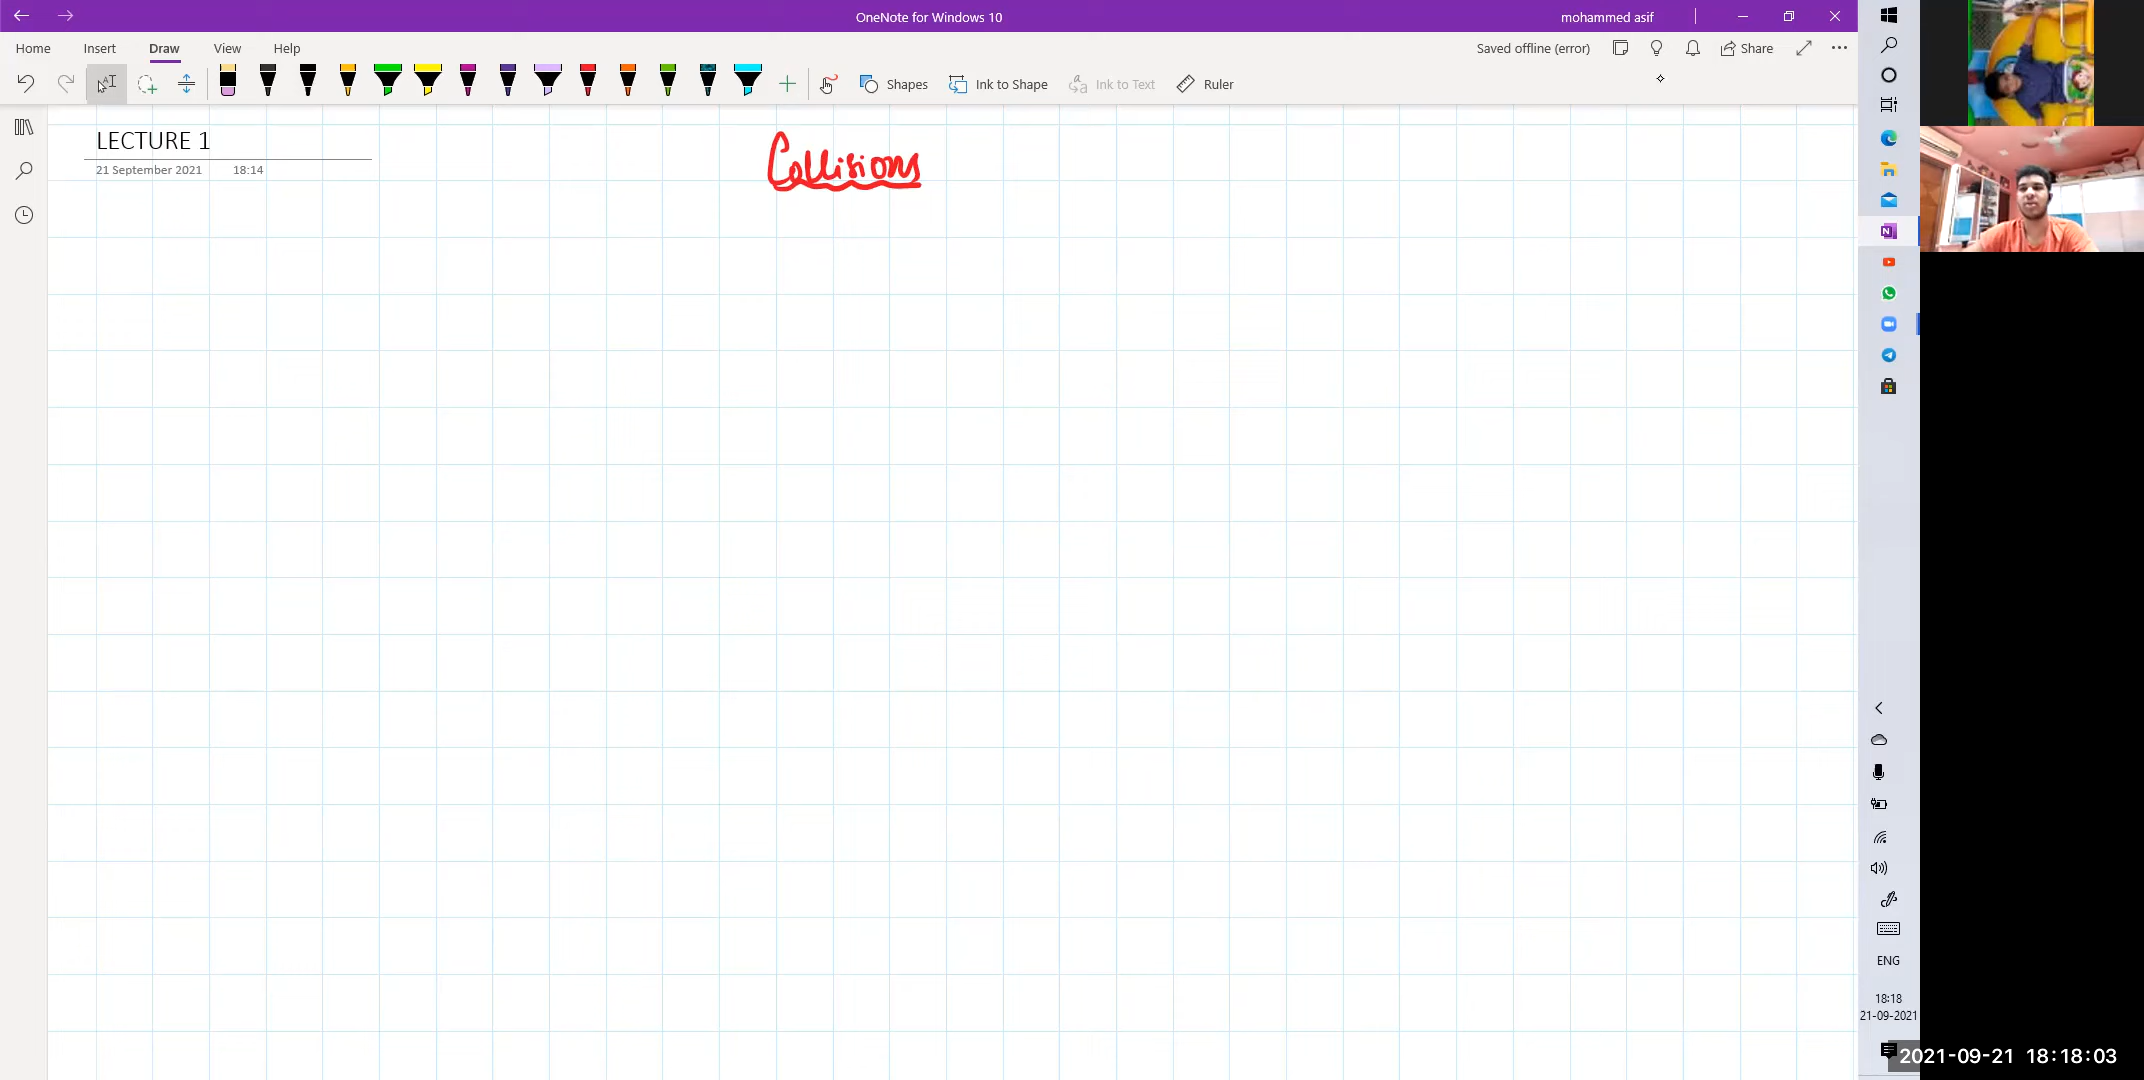 OneNote for Windows 10
mohammed asif
Home Insert Draw View Help
Saved offline (error)
Share
Shapes
Ink to Shape
Ink to Text
Ruler
LECTURE 1
21 September 2021 18:14
Collisions
ENG
18:18
21-09-2021
2021-09-21 18:18:03